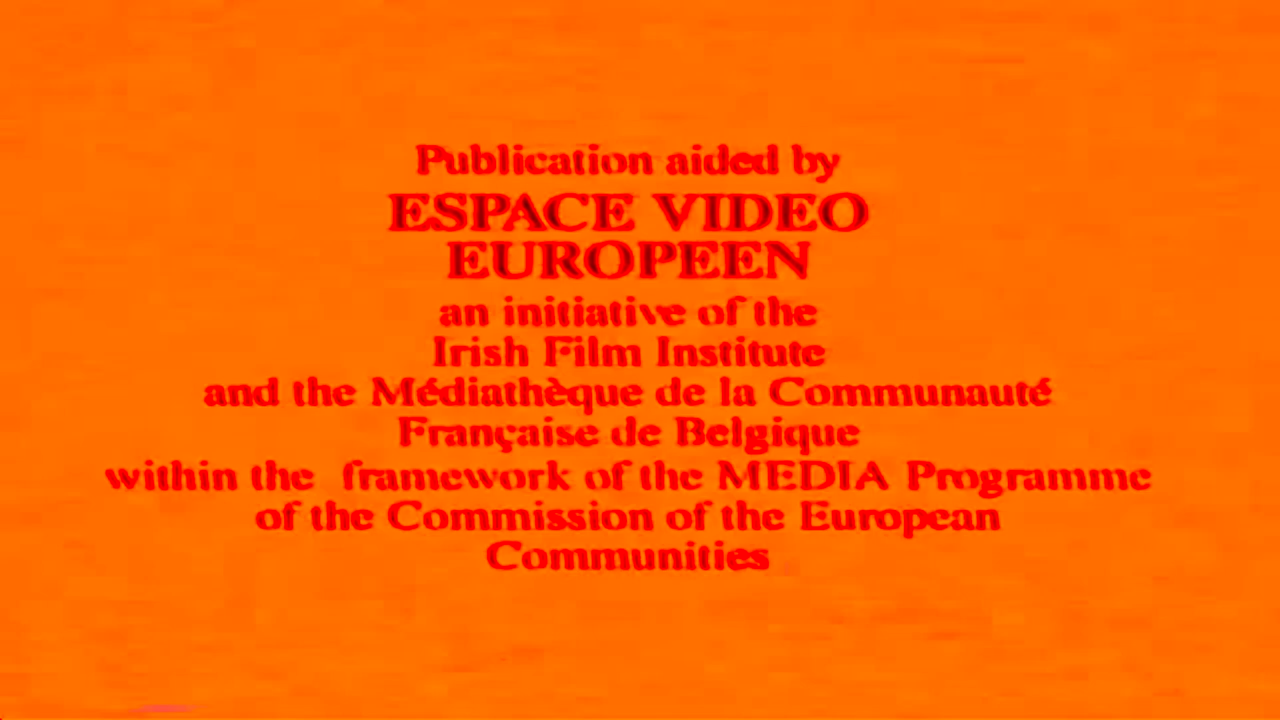 Publication aided by
ESPACE VIDEO
EUROPEEN
an initiative of the
Irish Film Institute
and the Médiathèque de la Communauté
Française de Belgique
within the framework of the MEDIA Programme
of the Commission of the European
Communities